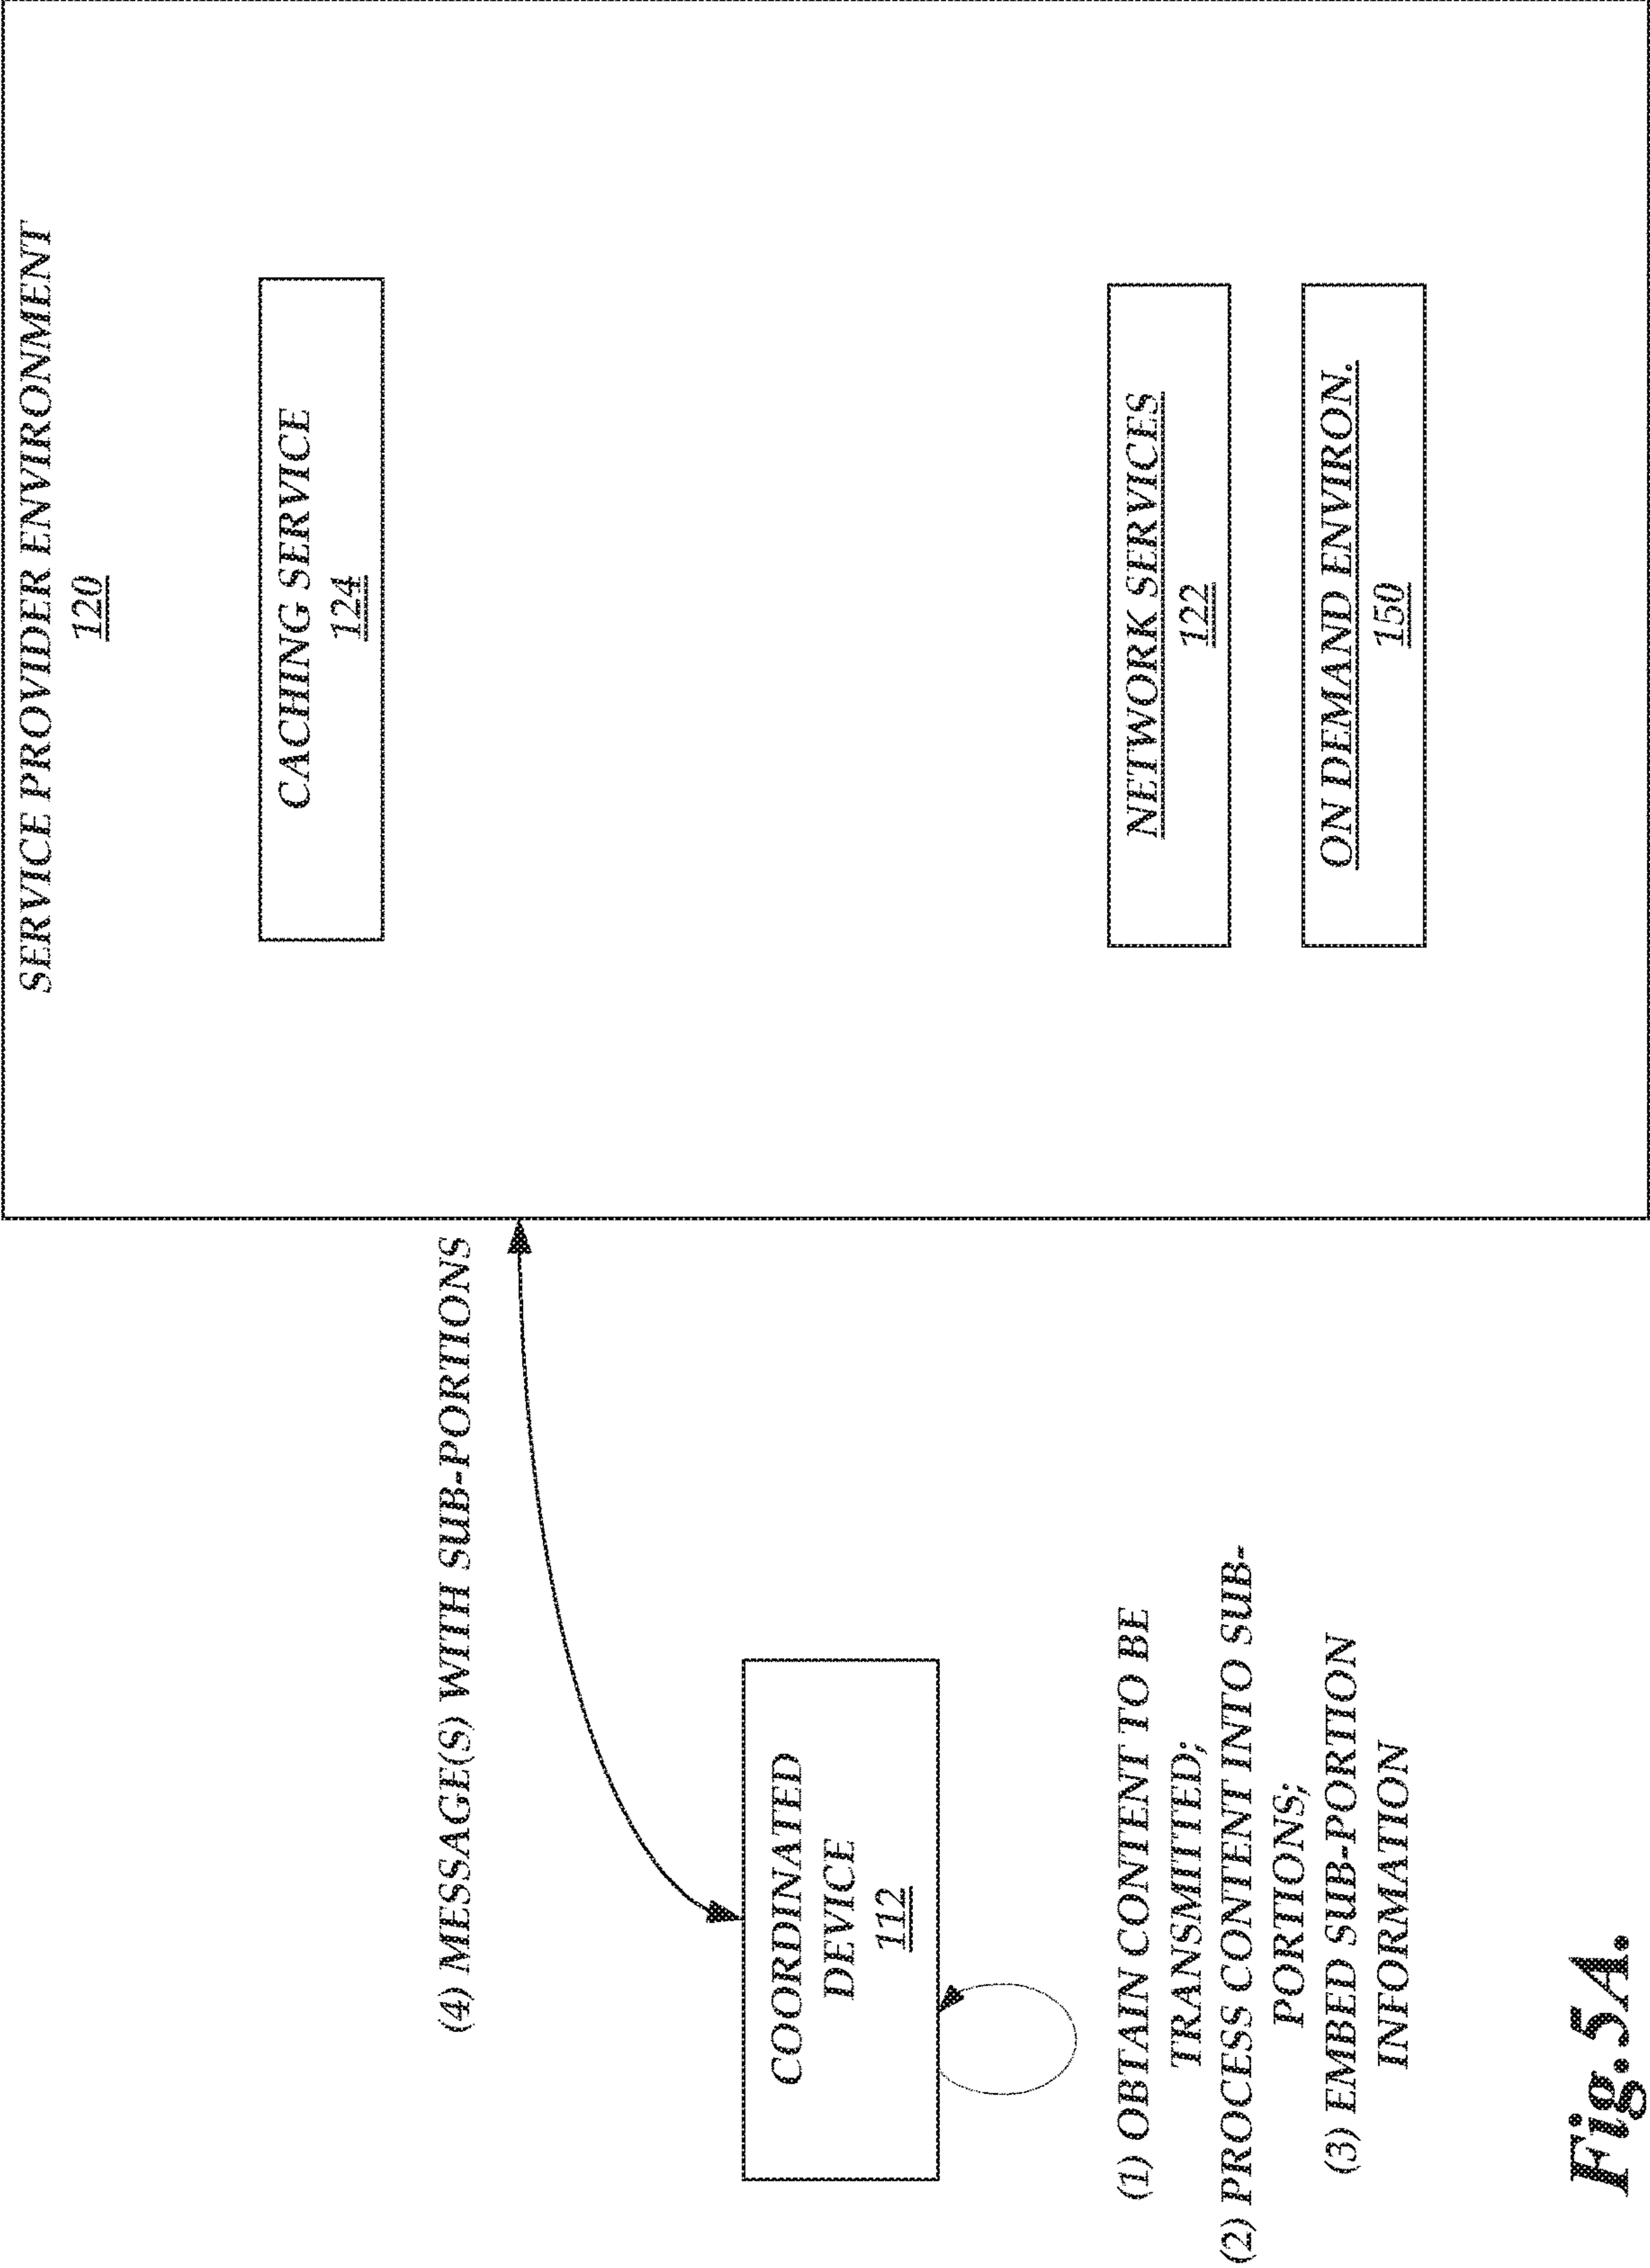 SERVICE PROVIDER ENVIRONMENT
120
CACHING SERVICE
124
(4) MESSAGE(S) WITH SUB-PORTIONS
COORDINATED
DEVICE
112
NETWORK SERVICES
122
(1) OBTAIN CONTENT TO BE
TRANSMITTED;
(2) PROCESS CONTENT INTO SUB-
PORTIONS;
(3) EMBED SUB-PORTION
INFORMATION
ON DEMAND ENVIRON.
150
Fig.5A.